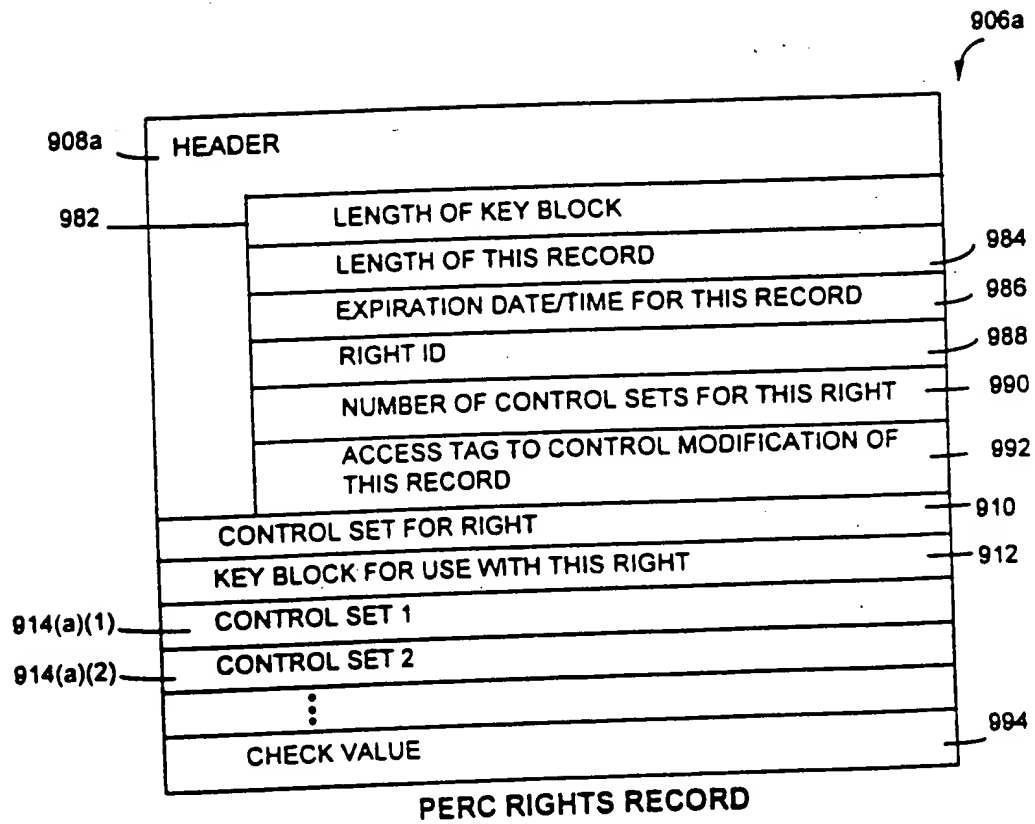 906a
908a
HEADER
982
LENGTH OF KEY BLOCK
LENGTH OF THIS RECORD
984
EXPIRATION DATE/TIME FOR THIS RECORD
986
RIGHT ID
988
NUMBER OF CONTROL SETS FOR THIS RIGHT
990
ACCESS TAG TO CONTROL MODIFICATION OF
THIS RECORD
992
CONTROL SET FOR RIGHT
910
KEY BLOCK FOR USE WITH THIS RIGHT
912
914(a)(1)
CONTROL SET 1
914(a)(2)
CONTROL SET 2
CHECK VALUE
994
PERC RIGHTS RECORD